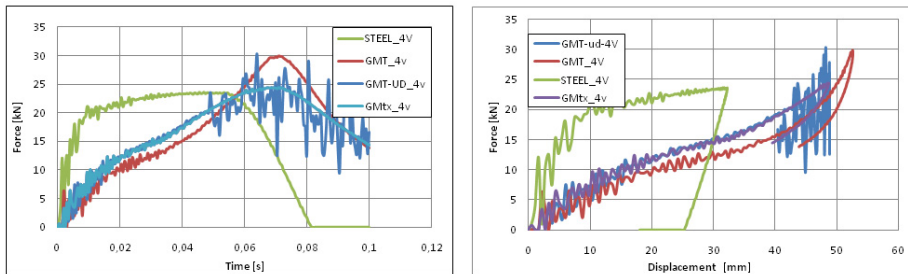 35
30
25
20
15
10
5
0
Force [kN]
STEEL_4V
GMT_4v
GMT-UD_4v
GMtx_4v
0 0,02 0,04 0,06 0,08 0,1 0,12
Time [s]
35
30
25
20
15
10
5
0
Force [kN]
GMT-ud-4V
GMT_4V
STEEL_4V
GMtx_4v
0 10 20 30 40 50 60
Displacement [mm]